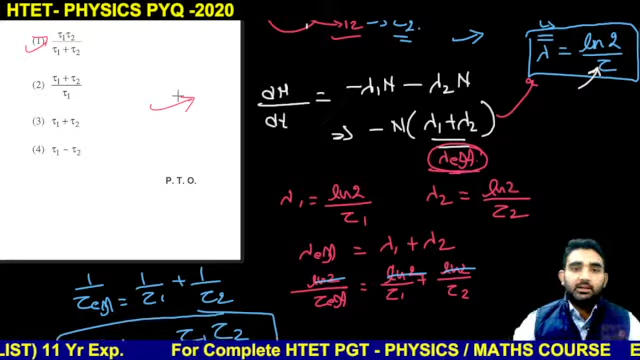 HTET- PHYSICS PYQ -2020
(1) τ₁τ₂ / τ₁ + τ₂
(2) τ₁ + τ₂ / τ₁
(3) τ₁ + τ₂
(4) τ₁ − τ₂
P. T. O.
λ = ln2 / τ
dN/dt = −λ₁N − λ₂N
⇒ −N(λ₁+λ₂)
λeff.
λ₁ = ln2/τ₁ λ₂ = ln2/τ₂
λeff = λ₁ + λ₂
ln2/τeff = ln2/τ₁ + ln2/τ₂
1/τeff = 1/τ₁ + 1/τ₂
τ₁ τ₂
LIST) 11 Yr Exp. For Complete HTET PGT - PHYSICS / MATHS COURSE